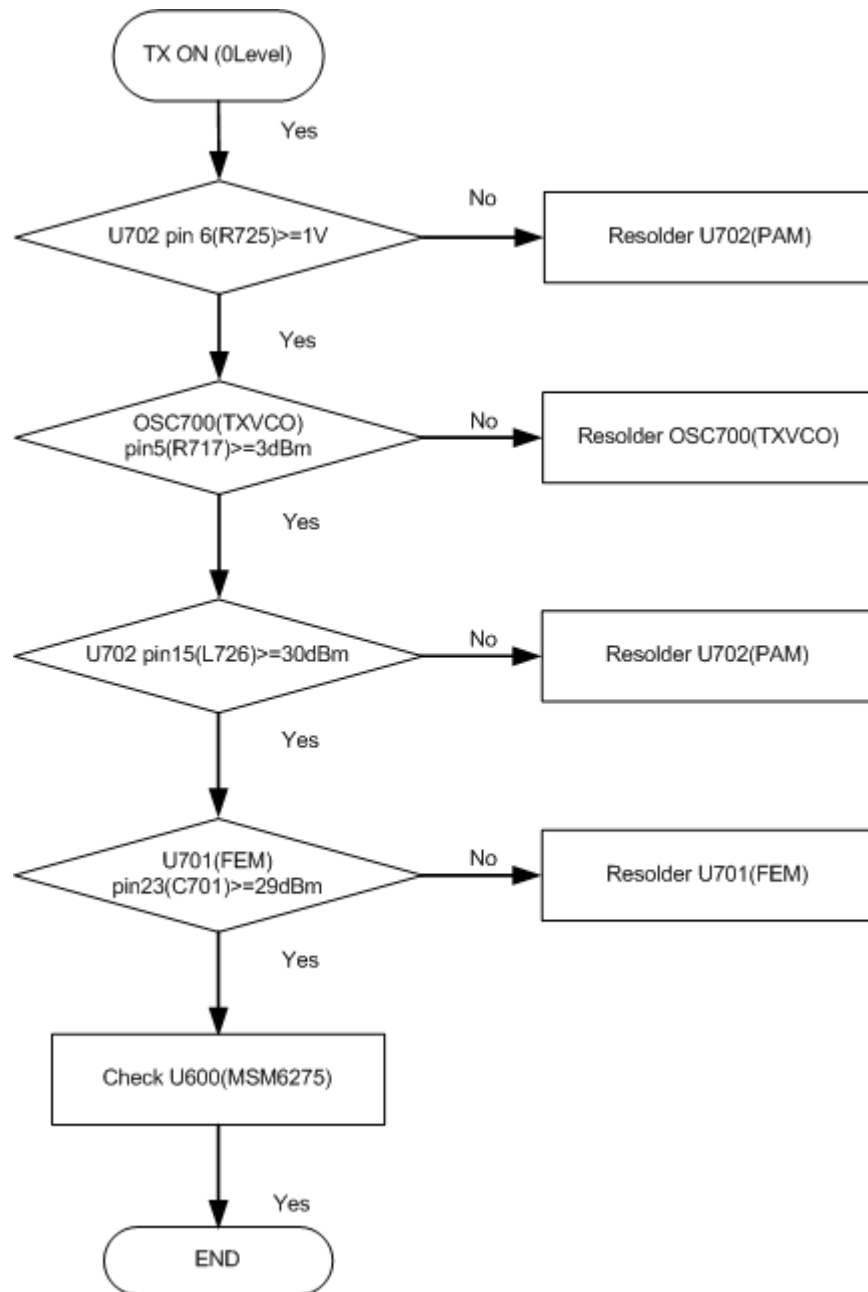 TX ON (0Level)
Yes
U702 pin 6(R725)>=1V
No
Resolder U702(PAM)
Yes
OSC700(TXVCO)
pin5(R717)>=3dBm
No
Resolder OSC700(TXVCO)
Yes
U702 pin15(L726)>=30dBm
No
Resolder U702(PAM)
Yes
U701(FEM)
pin23(C701)>=29dBm
No
Resolder U701(FEM)
Yes
Check U600(MSM6275)
Yes
END